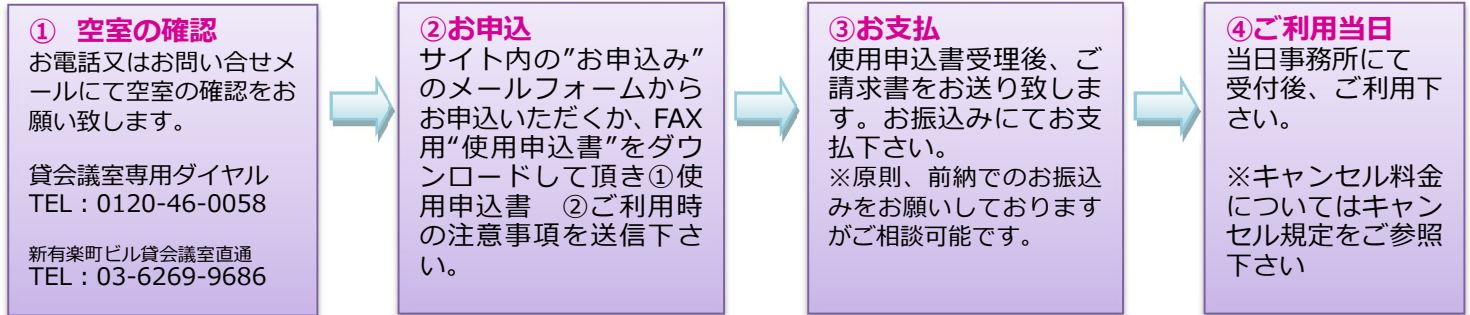 ① 空室の確認
お電話又はお問い合せメ
ールにて空室の確認をお
願い致します。
貸会議室専用ダイヤル
TEL：0120-46-0058
新有楽町ビル貸会議室直通
TEL：03-6269-9686
②お申込
サイト内の”お申込み”
のメールフォームから
お申込いただくか、FAX
用“使用申込書”をダウ
ンロードして頂き①使
用申込書　②ご利用時
の注意事項を送信下さ
い。
③お支払
使用申込書受理後、ご
請求書をお送り致しま
す。お振込みにてお支
払下さい。
※原則、前納でのお振込
みをお願いしております
がご相談可能です。
④ご利用当日
当日事務所にて
受付後、ご利用下
さい。
※キャンセル料金
についてはキャン
セル規定をご参照
下さい